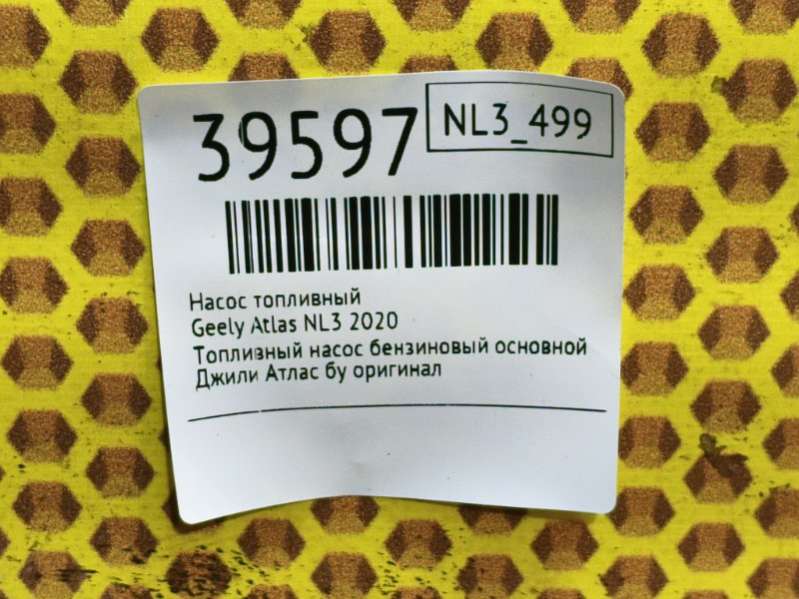 39597
NL3_499
Насос топливный
Geely Atlas NL3 2020
Топливный насос бензиновый основной
Джили Атлас бу оригинал